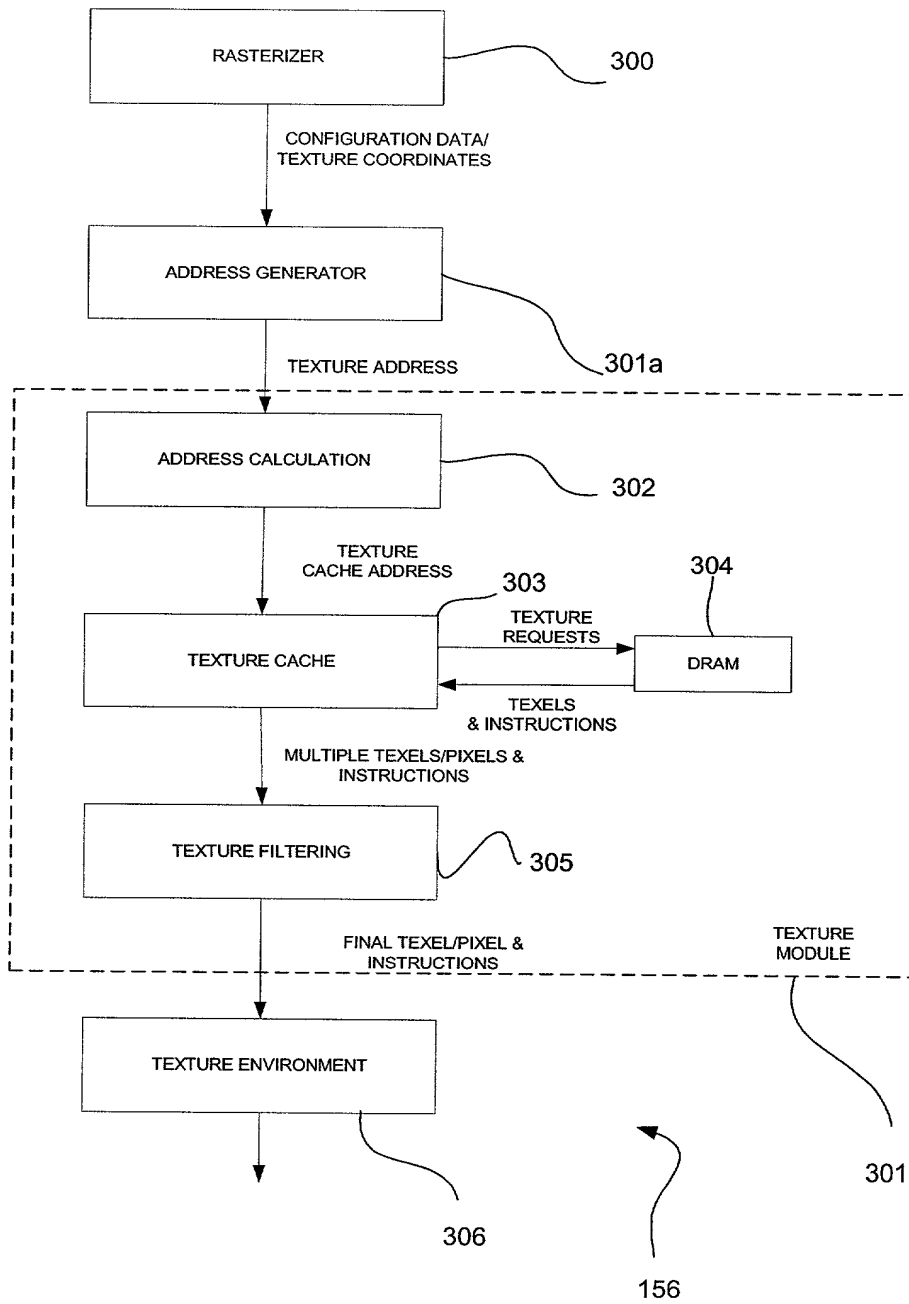 RASTERIZER
300
CONFIGURATION DATA/
TEXTURE COORDINATES
ADDRESS GENERATOR
301a
TEXTURE ADDRESS
ADDRESS CALCULATION
302
TEXTURE
CACHE ADDRESS
303
304
TEXTURE CACHE
TEXTURE
REQUESTS
DRAM
TEXELS
& INSTRUCTIONS
MULTIPLE TEXELS/PIXELS &
INSTRUCTIONS
TEXTURE FILTERING
305
FINAL TEXEL/PIXEL &
INSTRUCTIONS
TEXTURE
MODULE
TEXTURE ENVIRONMENT
301
306
156